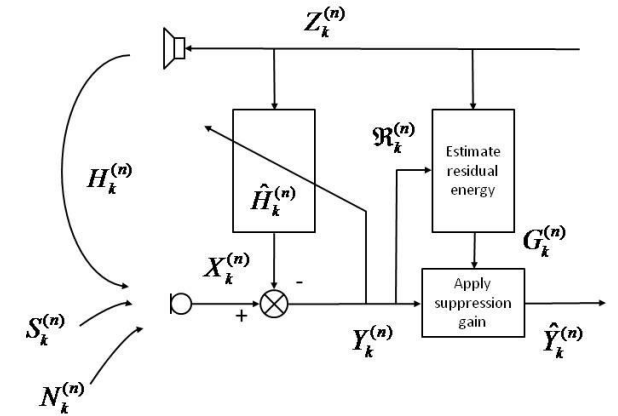 Z_k^{(n)}
ℜ_k^{(n)}
Estimate
residual
energy
H_k^{(n)}
Ĥ_k^{(n)}
G_k^{(n)}
X_k^{(n)}
-
Apply
suppression
gain
+
S_k^{(n)}
Y_k^{(n)}
Ŷ_k^{(n)}
N_k^{(n)}